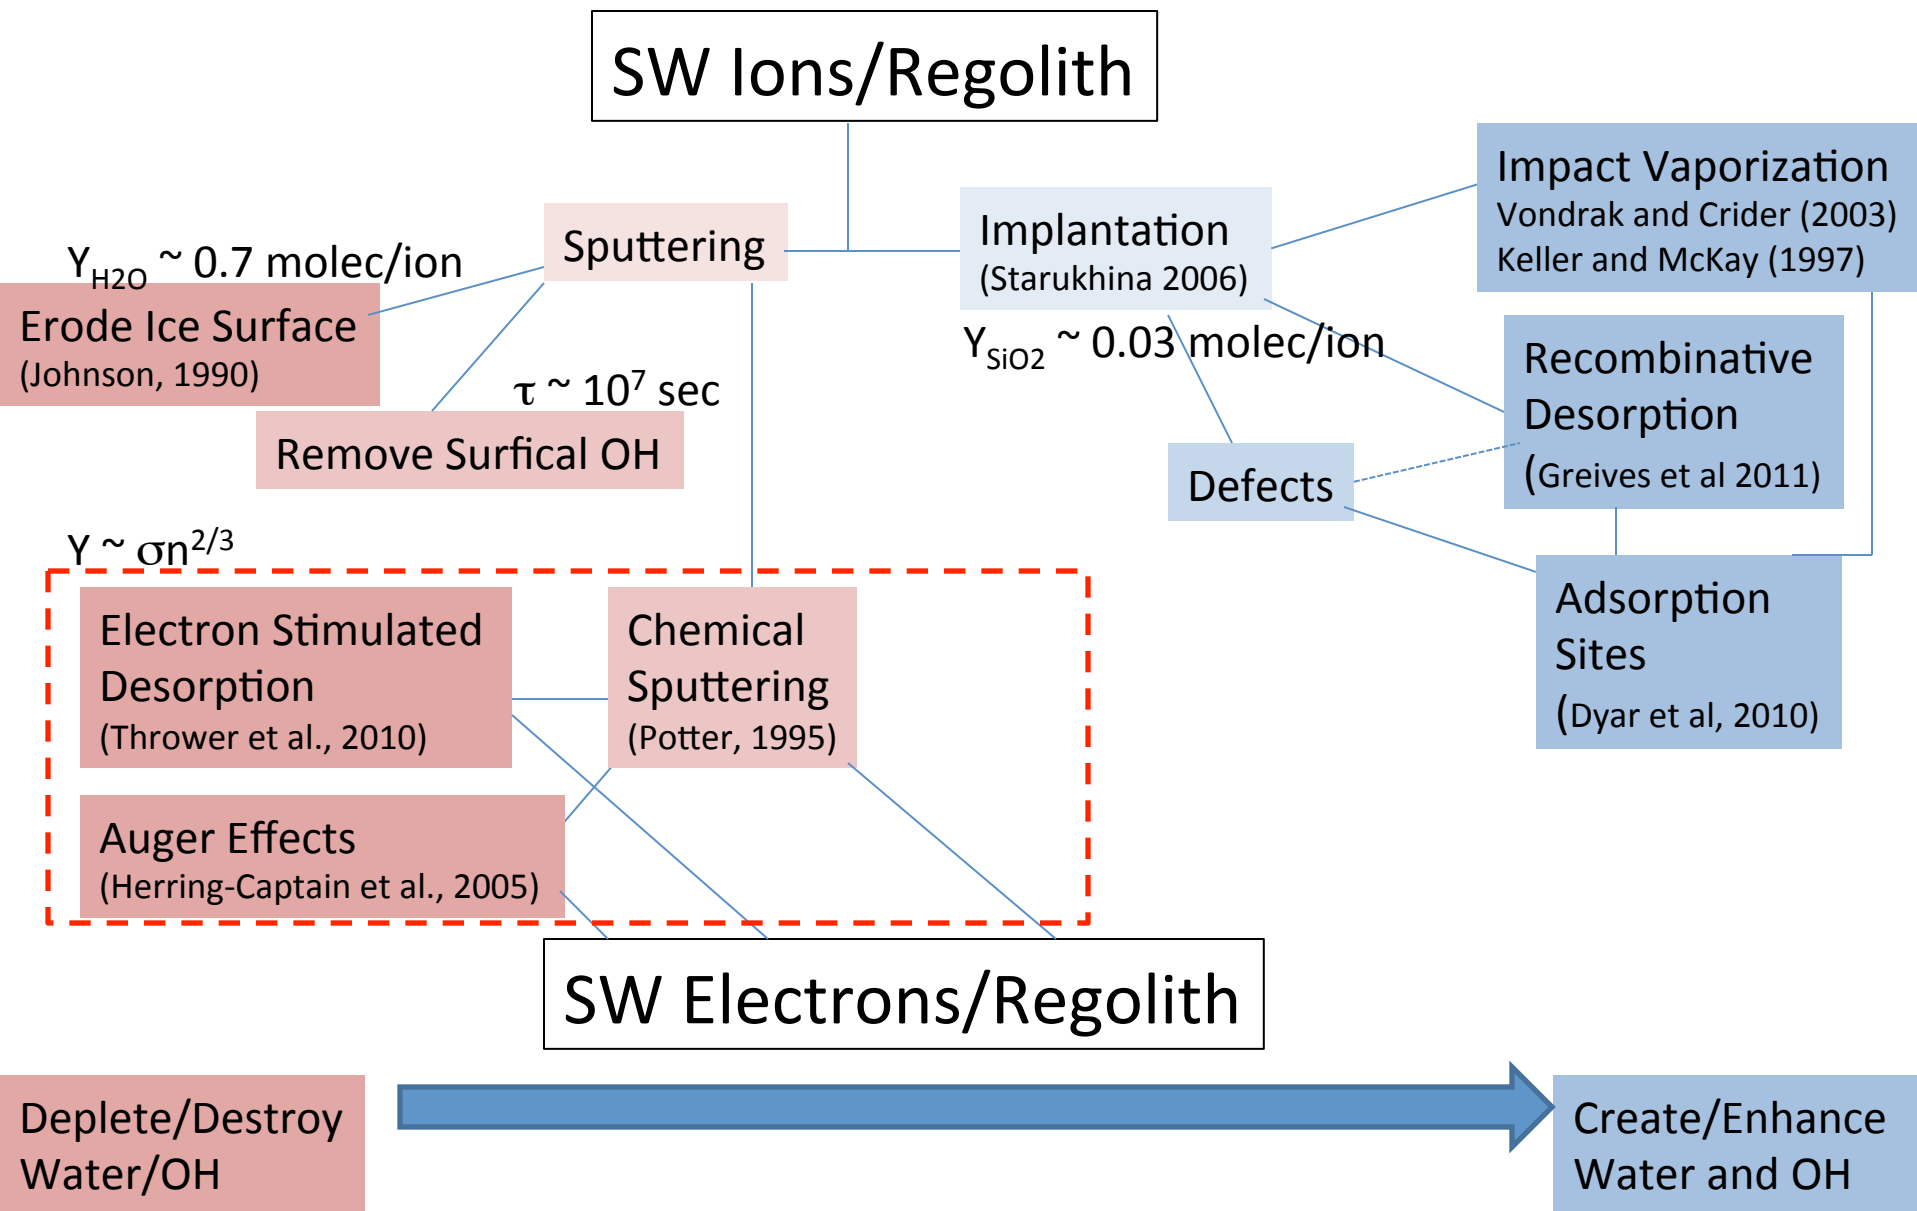 SW Ions/Regolith
Sputtering
Implantation
(Starukhina 2006)
Impact Vaporization
Vondrak and Crider (2003)
Keller and McKay (1997)
Y_H2O ~ 0.7 molec/ion
Erode Ice Surface
(Johnson, 1990)
Y_SiO2 ~ 0.03 molec/ion
Recombinative
Desorption
(Greives et al 2011)
τ ~ 10^7 sec
Remove Surfical OH
Defects
Y ~ σn^2/3
Electron Stimulated
Desorption
(Thrower et al., 2010)
Chemical
Sputtering
(Potter, 1995)
Adsorption
Sites
(Dyar et al, 2010)
Auger Effects
(Herring-Captain et al., 2005)
SW Electrons/Regolith
Deplete/Destroy
Water/OH
Create/Enhance
Water and OH